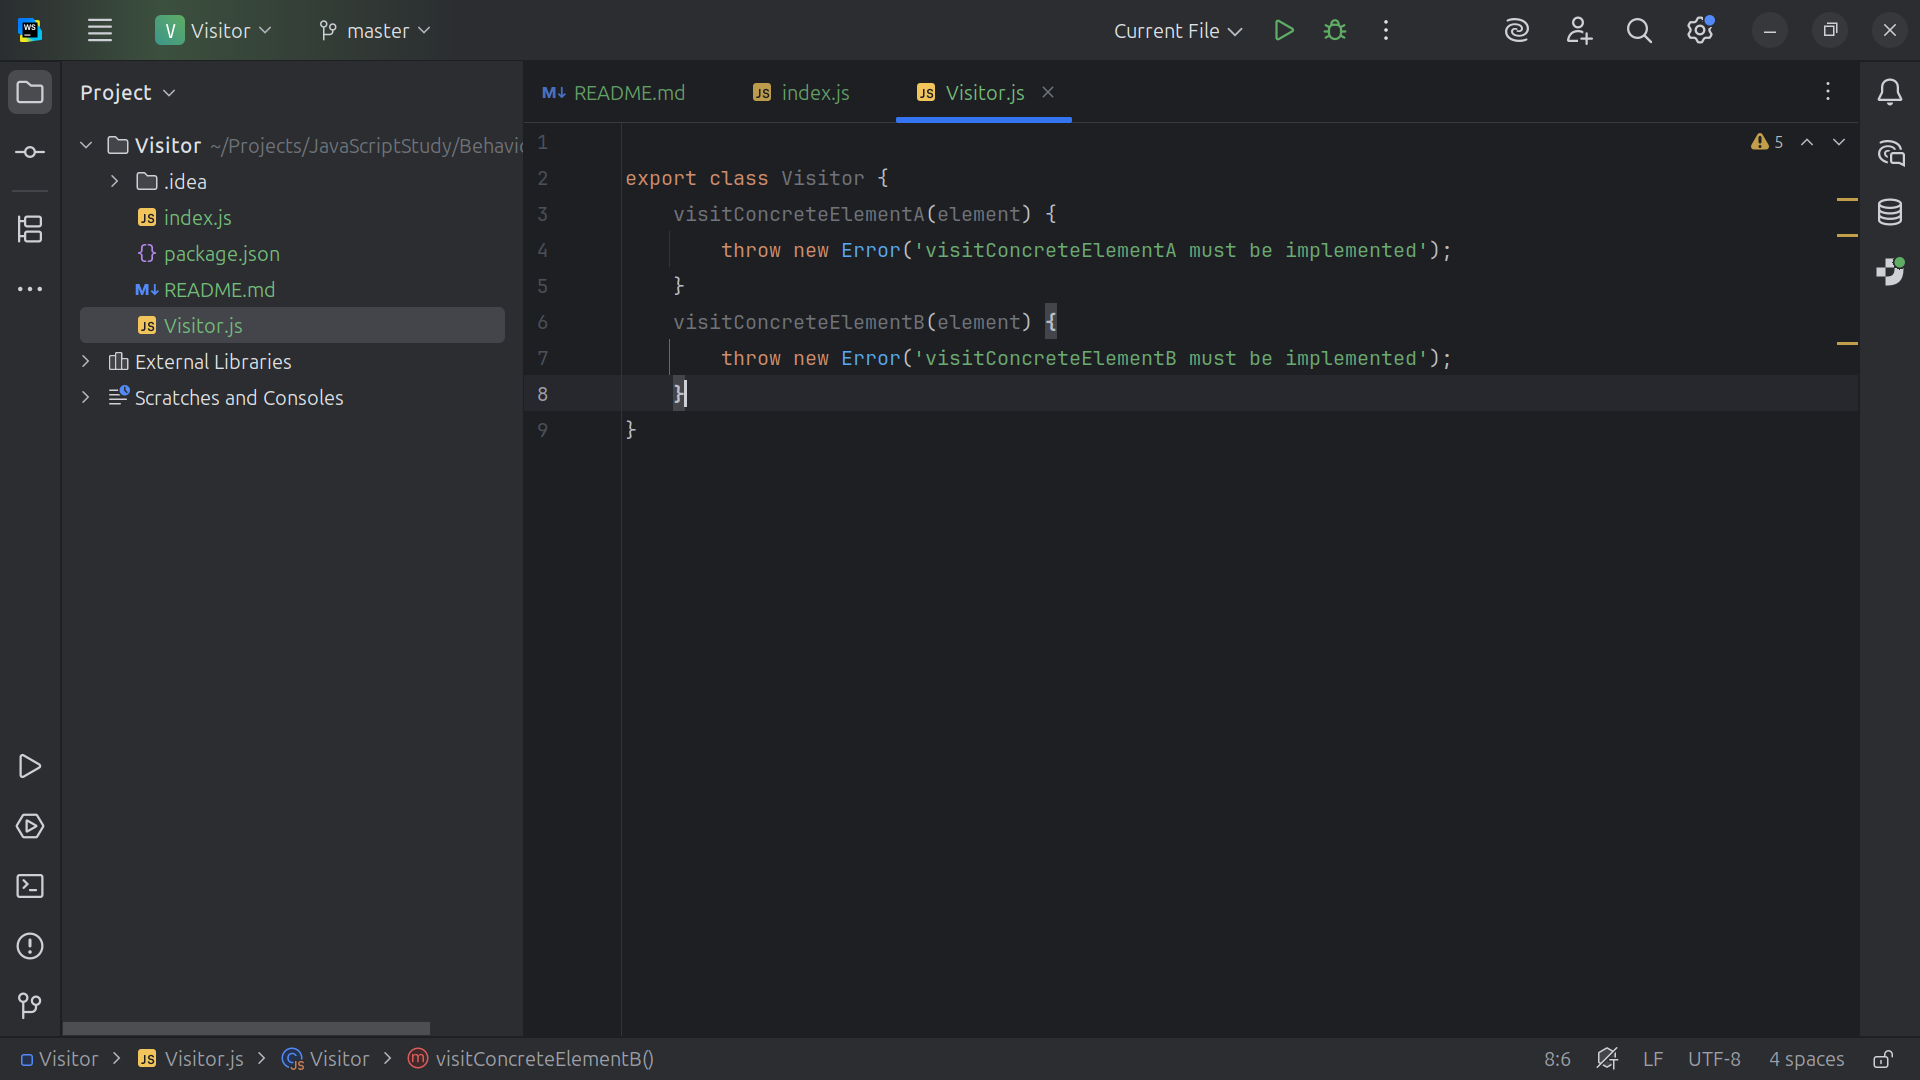 WS V Visitor master Current File
Project
README.md index.js Visitor.js
Visitor ~/Projects/JavaScriptStudy/Behavio
.idea
index.js
package.json
README.md
Visitor.js
External Libraries
Scratches and Consoles
5
1
2 export class Visitor {
3 visitConcreteElementA(element) {
4 throw new Error('visitConcreteElementA must be implemented');
5 }
6 visitConcreteElementB(element) {
7 throw new Error('visitConcreteElementB must be implemented');
8 }
9 }
Visitor > JS Visitor.js > Visitor > m visitConcreteElementB() 8:6 LF UTF-8 4 spaces